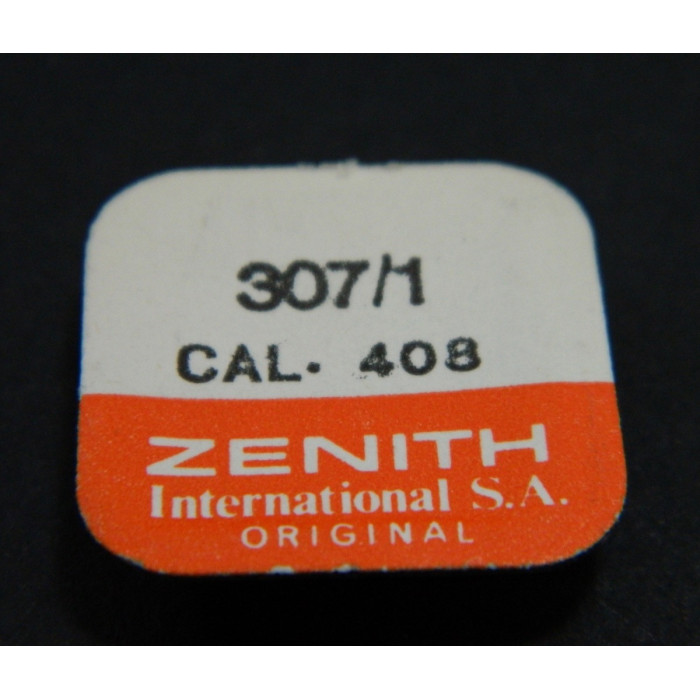 307/1
CAL. 408
ZENITH
International S.A.
ORIGINAL